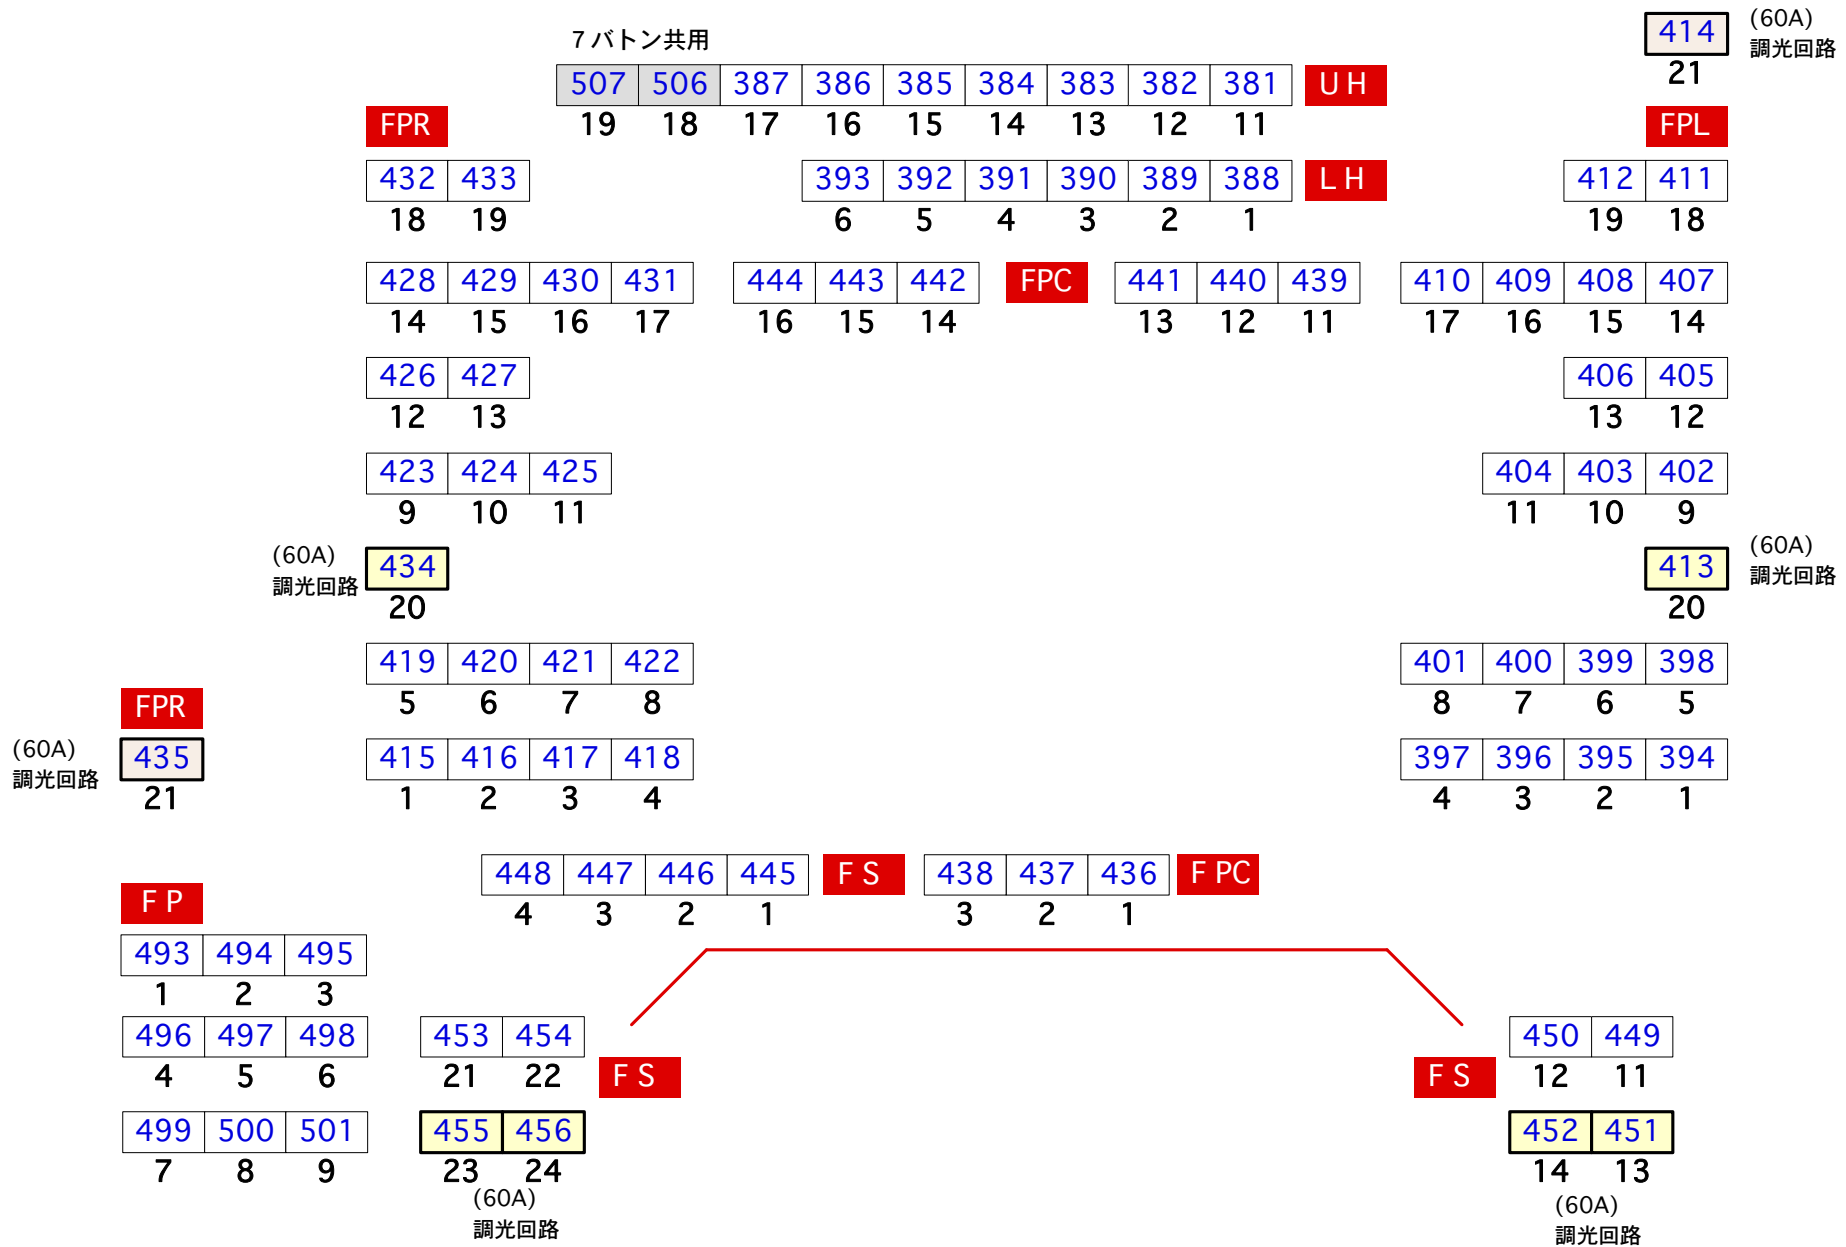 (60A)
414 調光回路
21
7バトン共用
507 506 387 386 385 384 383 382 381 UH
19 18 17 16 15 14 13 12 11
FPR FPL
432 433 393 392 391 390 389 388 LH 412 411
18 19 6 5 4 3 2 1 19 18
428 429 430 431 444 443 442 FPC 441 440 439 410 409 408 407
14 15 16 17 16 15 14 13 12 11 17 16 15 14
426 427 406 405
12 13 13 12
423 424 425 404 403 402
9 10 11 11 10 9
(60A) (60A)
調光回路 434 413 調光回路
20 20
419 420 421 422 401 400 399 398
5 6 7 8 8 7 6 5
FPR
(60A)
調光回路 435 415 416 417 418 397 396 395 394
21 1 2 3 4 4 3 2 1
448 447 446 445 FS 438 437 436 FPC
4 3 2 1 3 2 1
FP
493 494 495
1 2 3
496 497 498 453 454 450 449
4 5 6 21 22 FS FS 12 11
499 500 501 455 456 452 451
7 8 9 23 24 14 13
(60A) (60A)
調光回路 調光回路